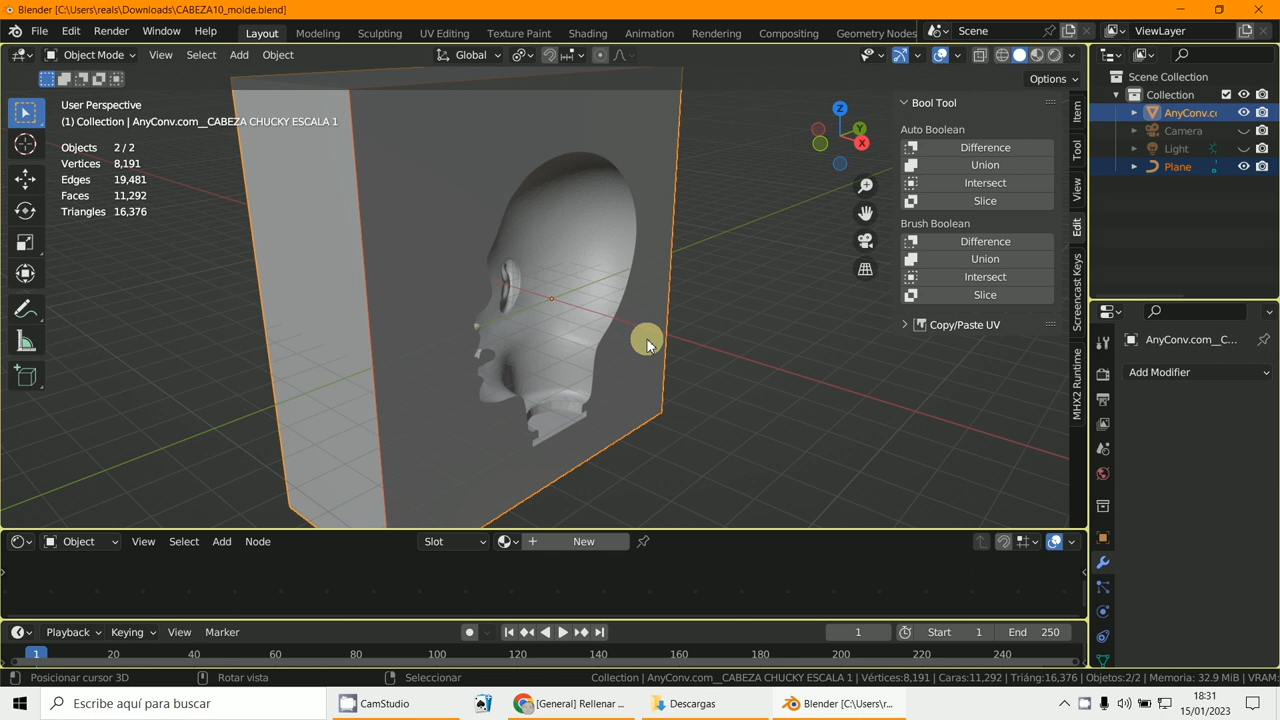 Blender [C:\Users\reals\Downloads\CABEZA10_molde.blend]
File Edit Render Window Help Layout Modeling Sculpting UV Editing Texture Paint Shading Animation Rendering Compositing Geometry Nodes Scene ViewLayer
Object Mode View Select Add Object Global
Options
User Perspective
(1) Collection | AnyConv.com__CABEZA CHUCKY ESCALA 1
Objects 2 / 2
Vertices 8,191
Edges 19,481
Faces 11,292
Triangles 16,376
X
Y
Z
Bool Tool
Auto Boolean
Difference
Union
Intersect
Slice
Brush Boolean
Difference
Union
Intersect
Slice
Copy/Paste UV
Item
Tool
View
Edit
Screencast Keys
MHX2 Runtime
Scene Collection
Collection
AnyConv.c
Camera
Light
Plane
AnyConv.com__C...
Add Modifier
Object View Select Add Node Slot New
Playback Keying View Marker 1 Start 1 End 250
1 20 40 60 80 100 120 140 160 180 200 220 240
Posicionar cursor 3D Rotar vista Seleccionar Collection | AnyConv.com__CABEZA CHUCKY ESCALA 1 | Vértices:8,191 | Caras:11,292 | Triáng:16,376 | Objetos:2/2 | Memoria: 32.9 MiB | VRAM:
Escribe aquí para buscar CamStudio [General] Rellenar ... Descargas Blender [C:\Users\r...
18:31
15/01/2023